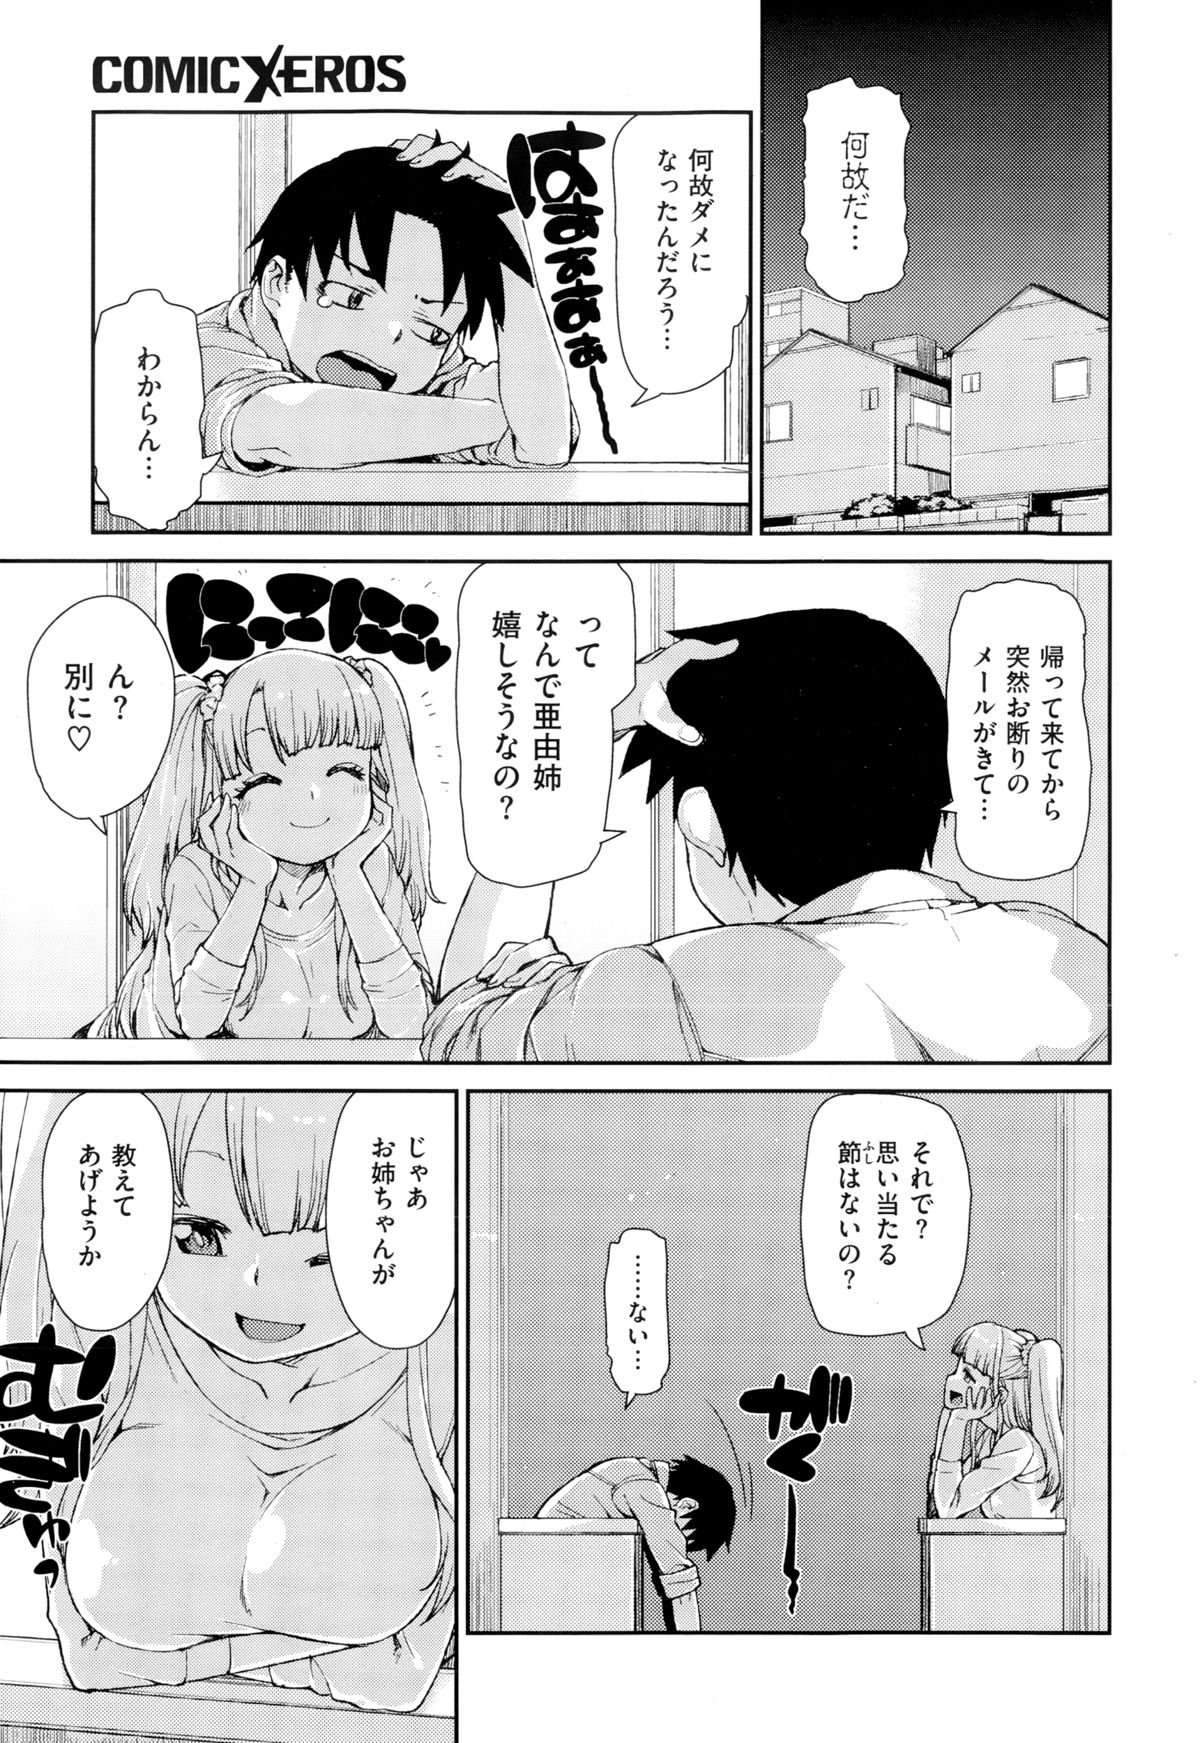 COMIC XEROS
何故だ…
何故ダメに
なったんだろう…
はぁぁぁぁぁー
わからん…
帰って来てから
突然お断りの
メールがきて…
って
なんで亜由姉
嬉しそうなの?
にっこにこ
ん?
別に♡
それで?
思い当たる
節はないの?
ふし
がくー
………ない…
じゃあ
お姉ちゃんが
教えて
あげようか